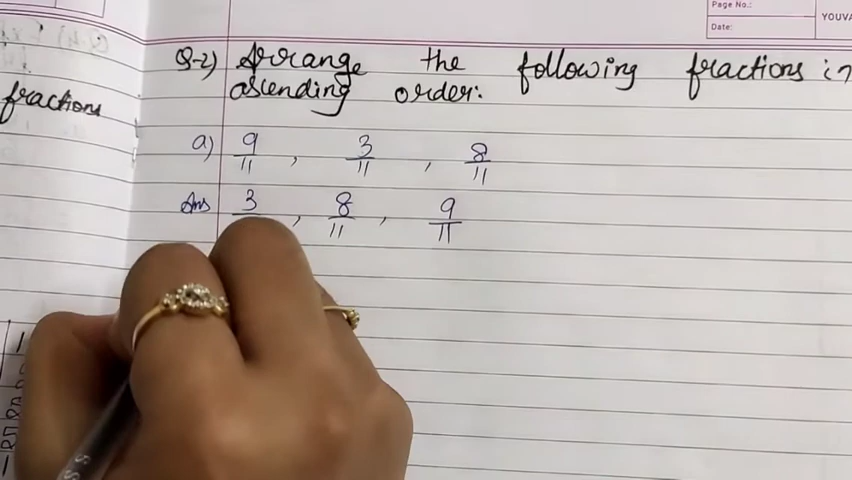 Page No.:
Date:
YOUVA
fractions
Q-2) Arrange the following fractions in
ascending order:
a) 9/11 , 3/11 , 8/11
Ans 3 , 8/11 , 9/11